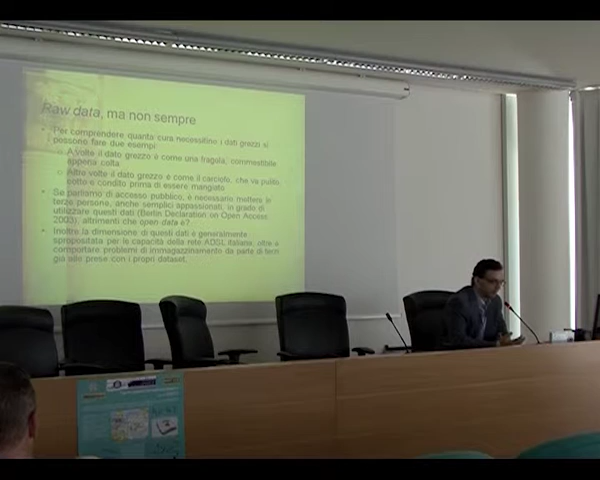 Raw data, ma non sempre
Per comprendere quanta cura necessitino i dati grezzi si
possono fare due esempi:
A volte il dato grezzo è come una fragola, commestibile
appena colta
Altre volte il dato grezzo è come il carciofo, che va pulito,
cotto e condito prima di essere mangiato
Se parliamo di accesso pubblico, è necessario mettere le
terze persone, anche semplici appassionati, in grado di
utilizzare questi dati (Berlin Declaration on Open Access
2003), altrimenti che open data è?
Inoltre la dimensione di questi dati è generalmente
spropositata per le capacità della rete ADSL italiana, oltre a
comportare problemi di immagazzinamento da parte di
già alle prese con i propri dataset.